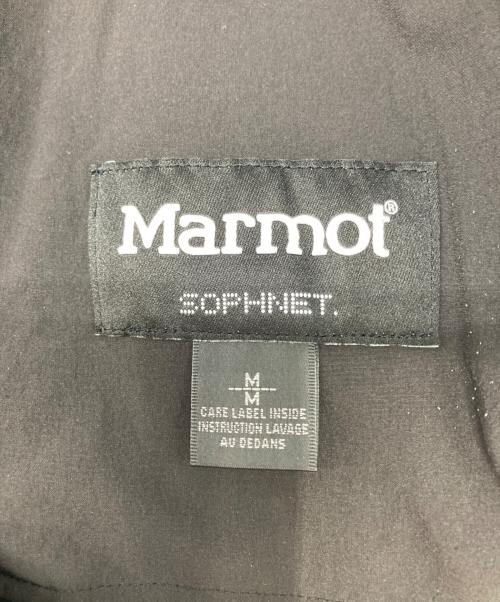 Marmot®
SOPHNET.
M
M
CARE LABEL INSIDE
INSTRUCTION LAVAGE
AU DEDANS